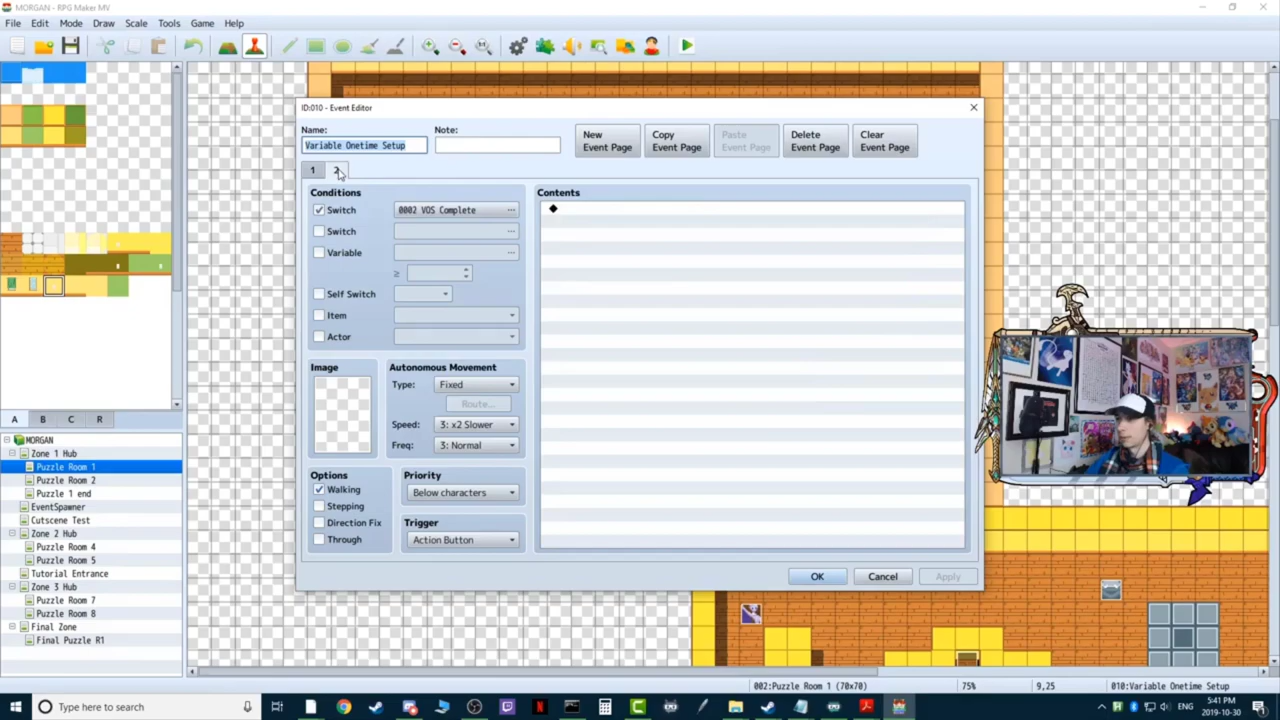 MORGAN - RPG Maker MV
File Edit Mode Draw Scale Tools Game Help
ID:010 - Event Editor
Name: Note:
Variable Onetime Setup
New Event Page
Copy Event Page
Paste Event Page
Delete Event Page
Clear Event Page
1 2
Conditions
Switch 0002 VOS Complete ...
Switch ...
Variable ...
≥
Self Switch
Item
Actor
Image
Autonomous Movement
Type: Fixed
Route...
Speed: 3: x2 Slower
Freq: 3: Normal
Options
Walking
Stepping
Direction Fix
Through
Priority
Below characters
Trigger
Action Button
Contents
OK Cancel Apply
A B C R
MORGAN
Zone 1 Hub
Puzzle Room 1
Puzzle Room 2
Puzzle 1 end
EventSpawner
Cutscene Test
Zone 2 Hub
Puzzle Room 4
Puzzle Room 5
Tutorial Entrance
Zone 3 Hub
Puzzle Room 7
Puzzle Room 8
Final Zone
Final Puzzle R1
002:Puzzle Room 1 (70x70) 75% 9,25 010:Variable Onetime Setup
Type here to search
ENG
5:41 PM
2019-10-30